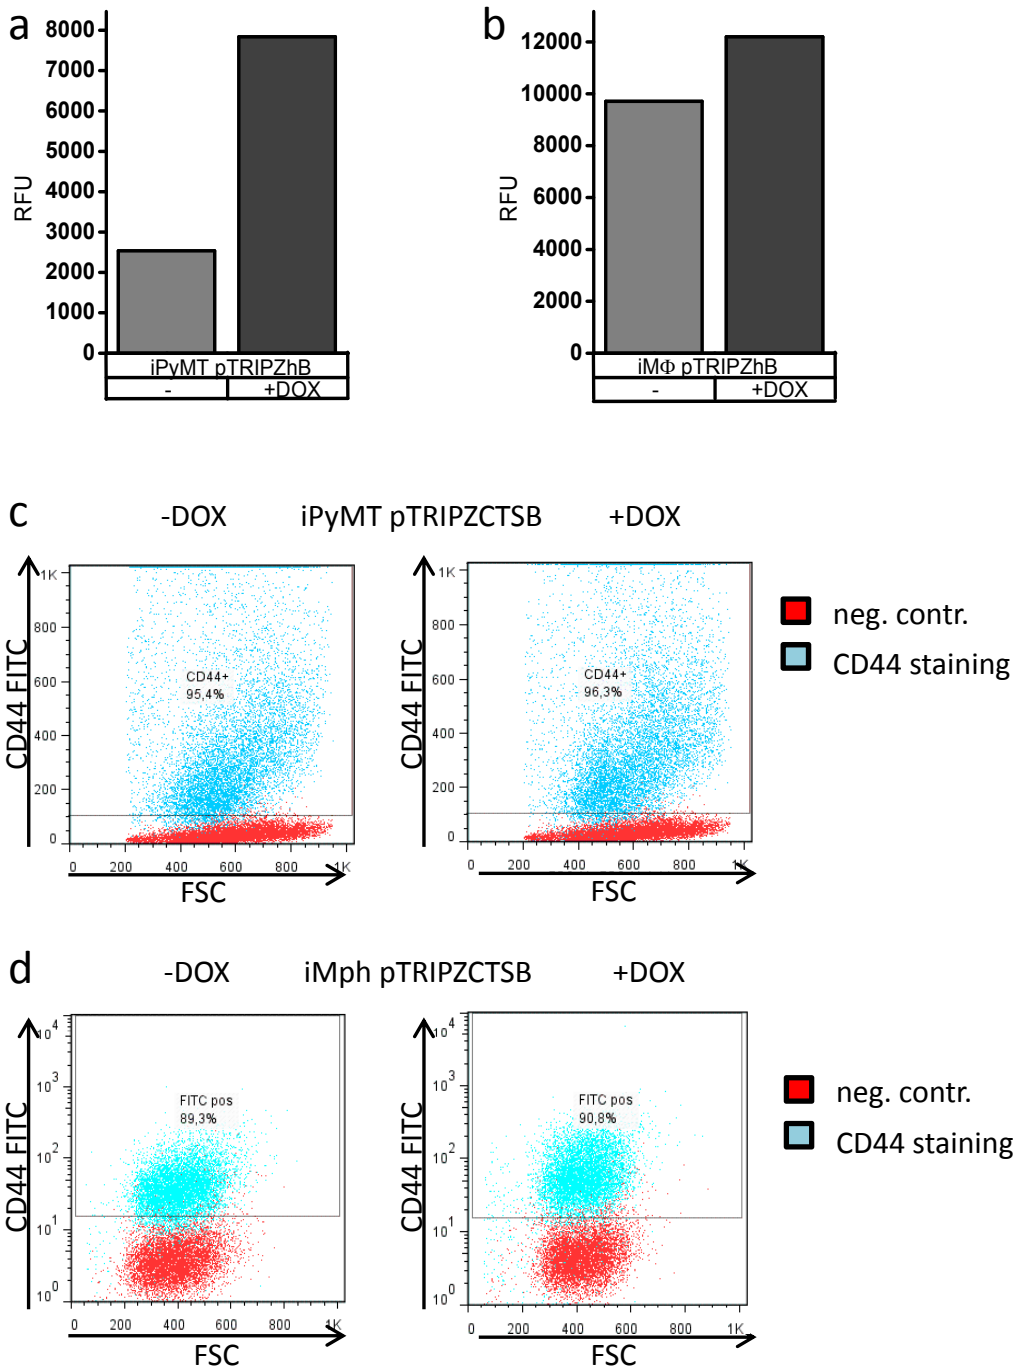 a
8000
7000
6000
5000
4000
3000
2000
1000
0
RFU
iPyMT pTRIPZhB
- +DOX
b
12000
10000
8000
6000
4000
2000
0
RFU
iMΦ pTRIPZhB
- +DOX
c
-DOX iPyMT pTRIPZCTSB +DOX
1K
800
600
400
200
0
CD44 FITC
CD44+
95,4%
0 200 400 600 800 1K
FSC
1K
800
600
400
200
0
CD44 FITC
CD44+
96,3%
0 200 400 600 800 1K
FSC
neg. contr.
CD44 staining
d
-DOX iMph pTRIPZCTSB +DOX
10^4
10^3
10^2
10^1
10^0
CD44 FITC
FITC pos
89,3%
0 200 400 600 800 1K
FSC
10^4
10^3
10^2
10^1
10^0
CD44 FITC
FITC pos
90,8%
0 200 400 600 800 1K
FSC
neg. contr.
CD44 staining